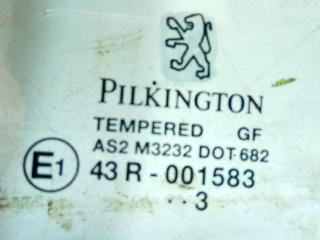 PILKINGTON
TEMPERED GF
AS2 M3232 DOT·682
E1 43 R - 001583
· · 3